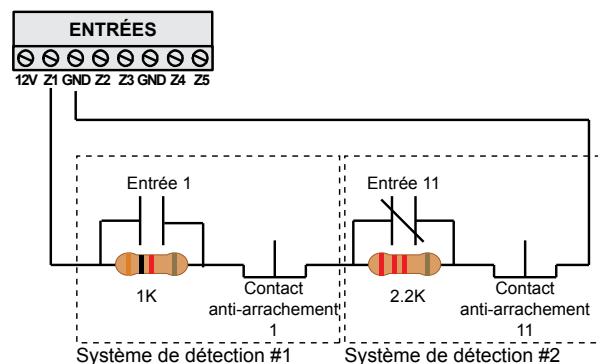 ENTRÉES
12V Z1 GND Z2 Z3 GND Z4 Z5
Entrée 1
Entrée 11
1K
Contact
anti-arrachement
1
2.2K
Contact
anti-arrachement
11
Système de détection #1
Système de détection #2